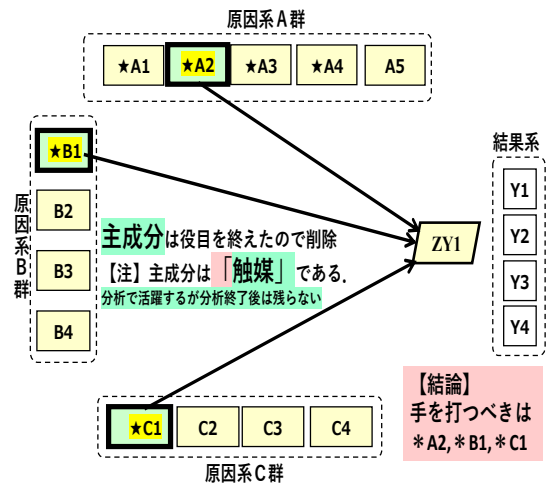 原因系A群
★A1 ★A2 ★A3 ★A4 A5
原因系B群
★B1
B2
B3
B4
結果系
Y1
Y2
Y3
Y4
ZY1
主成分は役目を終えたので削除
【注】主成分は「触媒」である.
分析で活躍するが分析終了後は残らない
★C1 C2 C3 C4
原因系C群
【結論】
手を打つべきは
＊A2,＊B1,＊C1